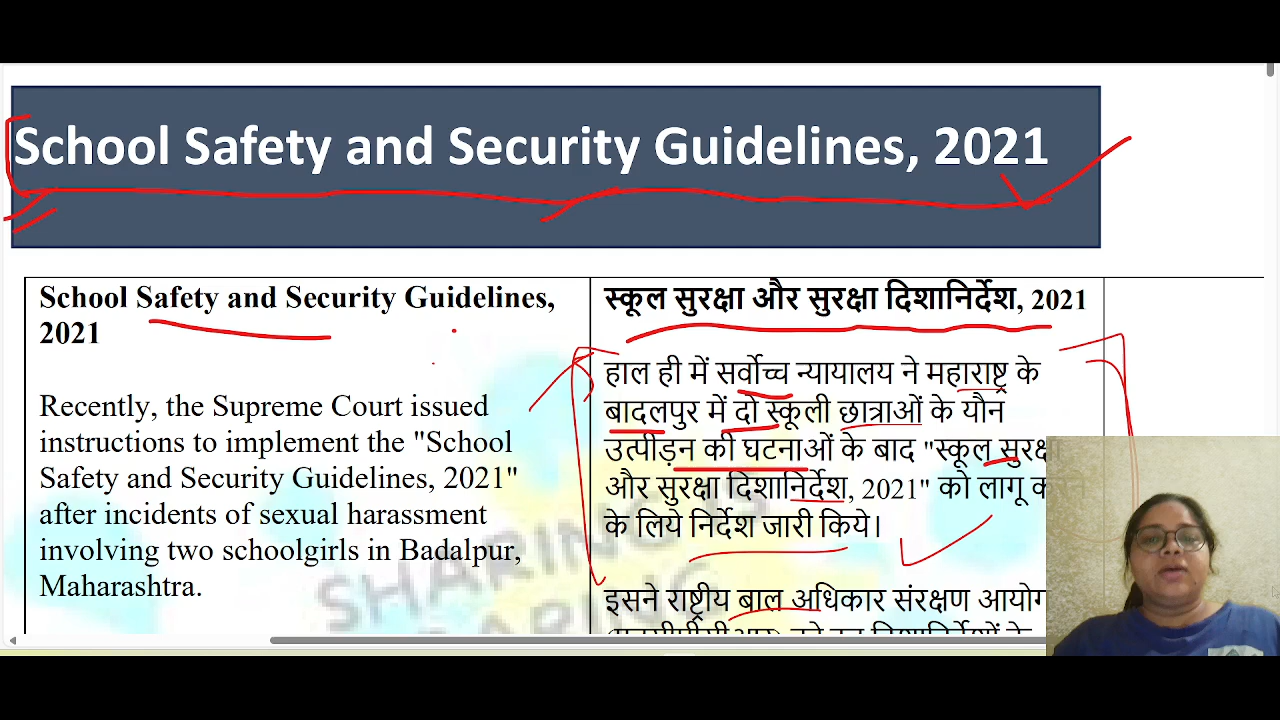 School Safety and Security Guidelines, 2021
School Safety and Security Guidelines,
2021
Recently, the Supreme Court issued
instructions to implement the "School
Safety and Security Guidelines, 2021"
after incidents of sexual harassment
involving two schoolgirls in Badalpur,
Maharashtra.
स्कूल सुरक्षा और सुरक्षा दिशानिर्देश, 2021
हाल ही में सर्वोच्च न्यायालय ने महाराष्ट्र के
बादलपुर में दो स्कूली छात्राओं के यौन
उत्पीड़न की घटनाओं के बाद "स्कूल सुरक्षा
और सुरक्षा दिशानिर्देश, 2021" को लागू करने
के लिये निर्देश जारी किये।
इसने राष्ट्रीय बाल अधिकार संरक्षण आयोग
SHARING IS